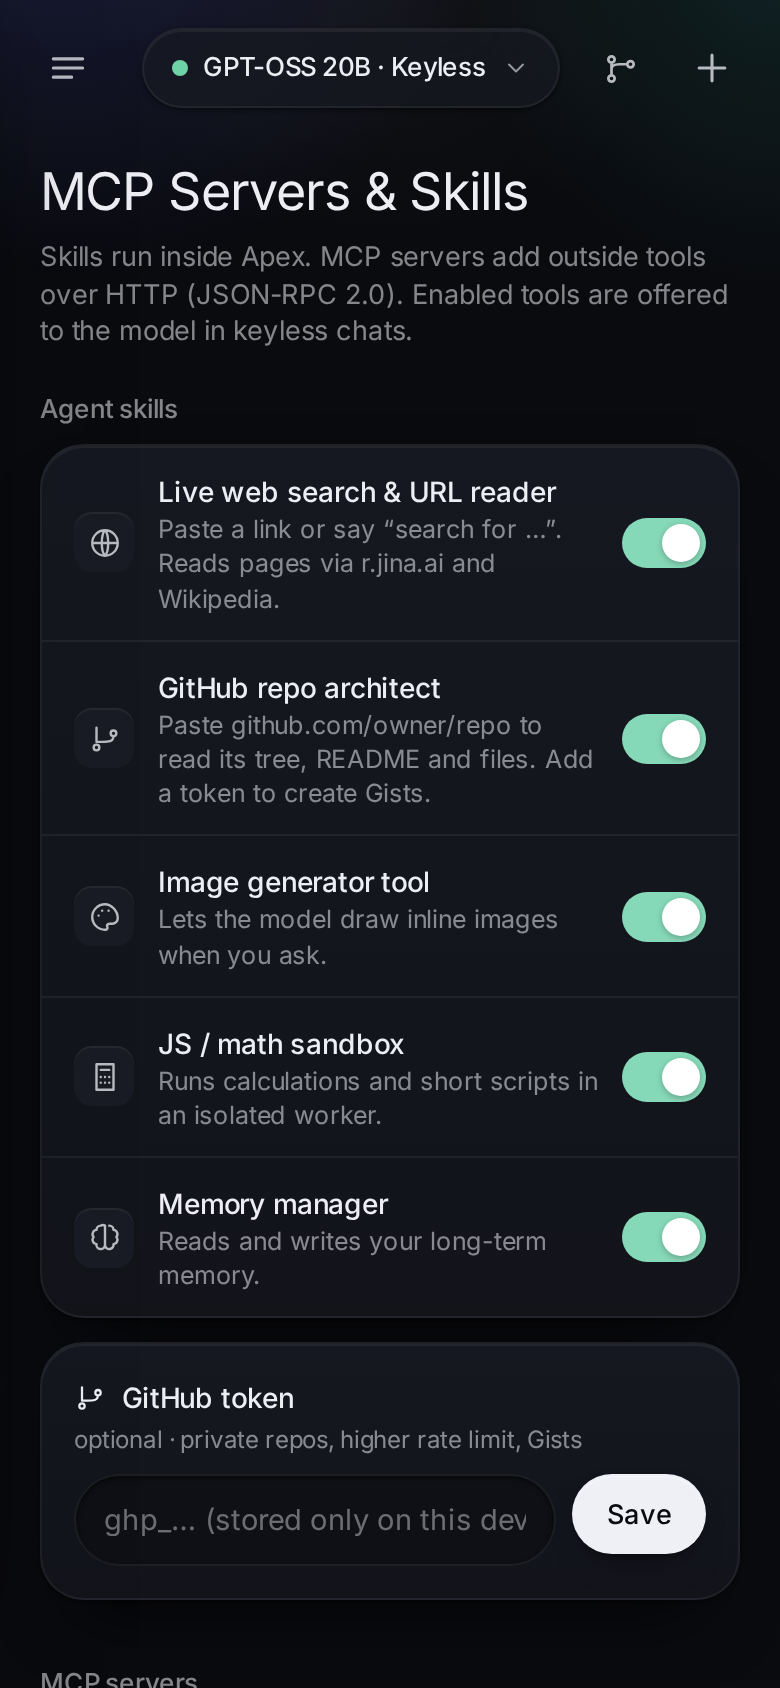 GPT-OSS 20B · Keyless
MCP Servers & Skills
Skills run inside Apex. MCP servers add outside tools
over HTTP (JSON-RPC 2.0). Enabled tools are offered
to the model in keyless chats.
Agent skills
Live web search & URL reader
Paste a link or say “search for ...”.
Reads pages via r.jina.ai and
Wikipedia.
GitHub repo architect
Paste github.com/owner/repo to
read its tree, README and files. Add
a token to create Gists.
Image generator tool
Lets the model draw inline images
when you ask.
JS / math sandbox
Runs calculations and short scripts in
an isolated worker.
Memory manager
Reads and writes your long-term
memory.
GitHub token
optional · private repos, higher rate limit, Gists
ghp_... (stored only on this dev
Save
MCP servers